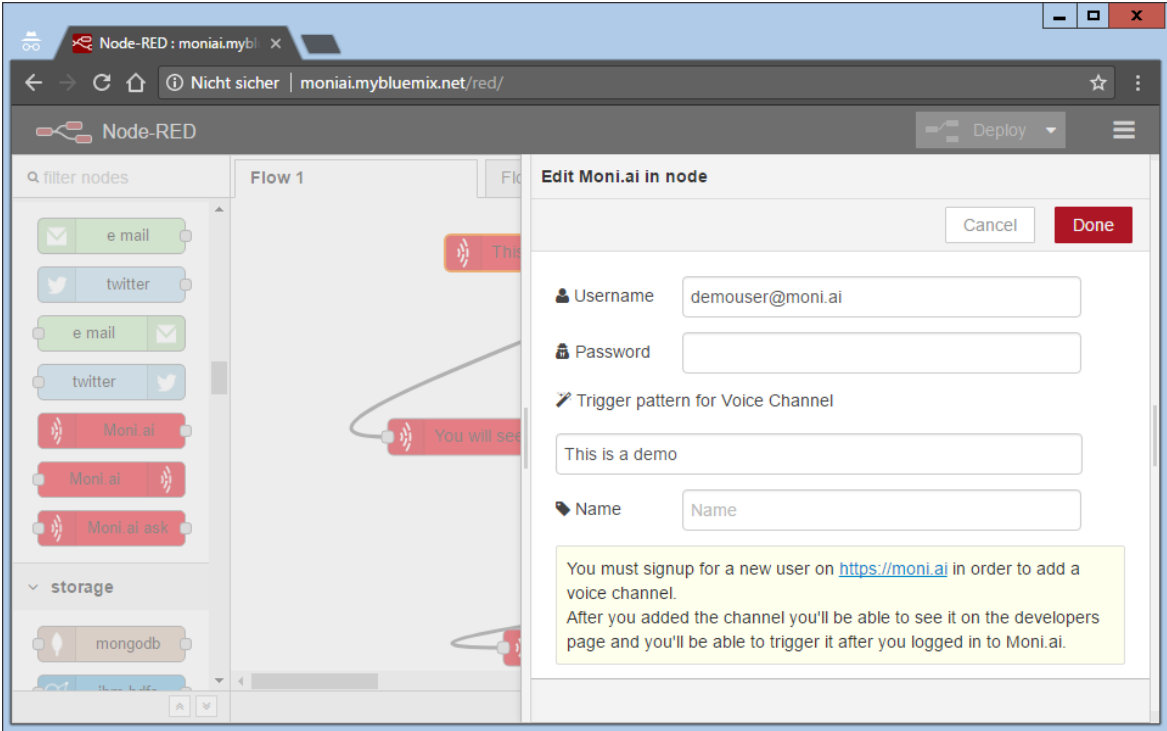 Node-RED : moniai.mybl
Nicht sicher | moniai.mybluemix.net/red/
Node-RED
Deploy
filter nodes
Flow 1
Edit Moni.ai in node
Cancel
Done
e mail
twitter
e mail
twitter
Moni.ai
Moni.ai
Moni.ai ask
storage
mongodb
This
You will see
Username
demouser@moni.ai
Password
Trigger pattern for Voice Channel
This is a demo
Name
Name
You must signup for a new user on https://moni.ai in order to add a
voice channel.
After you added the channel you'll be able to see it on the developers
page and you'll be able to trigger it after you logged in to Moni.ai.